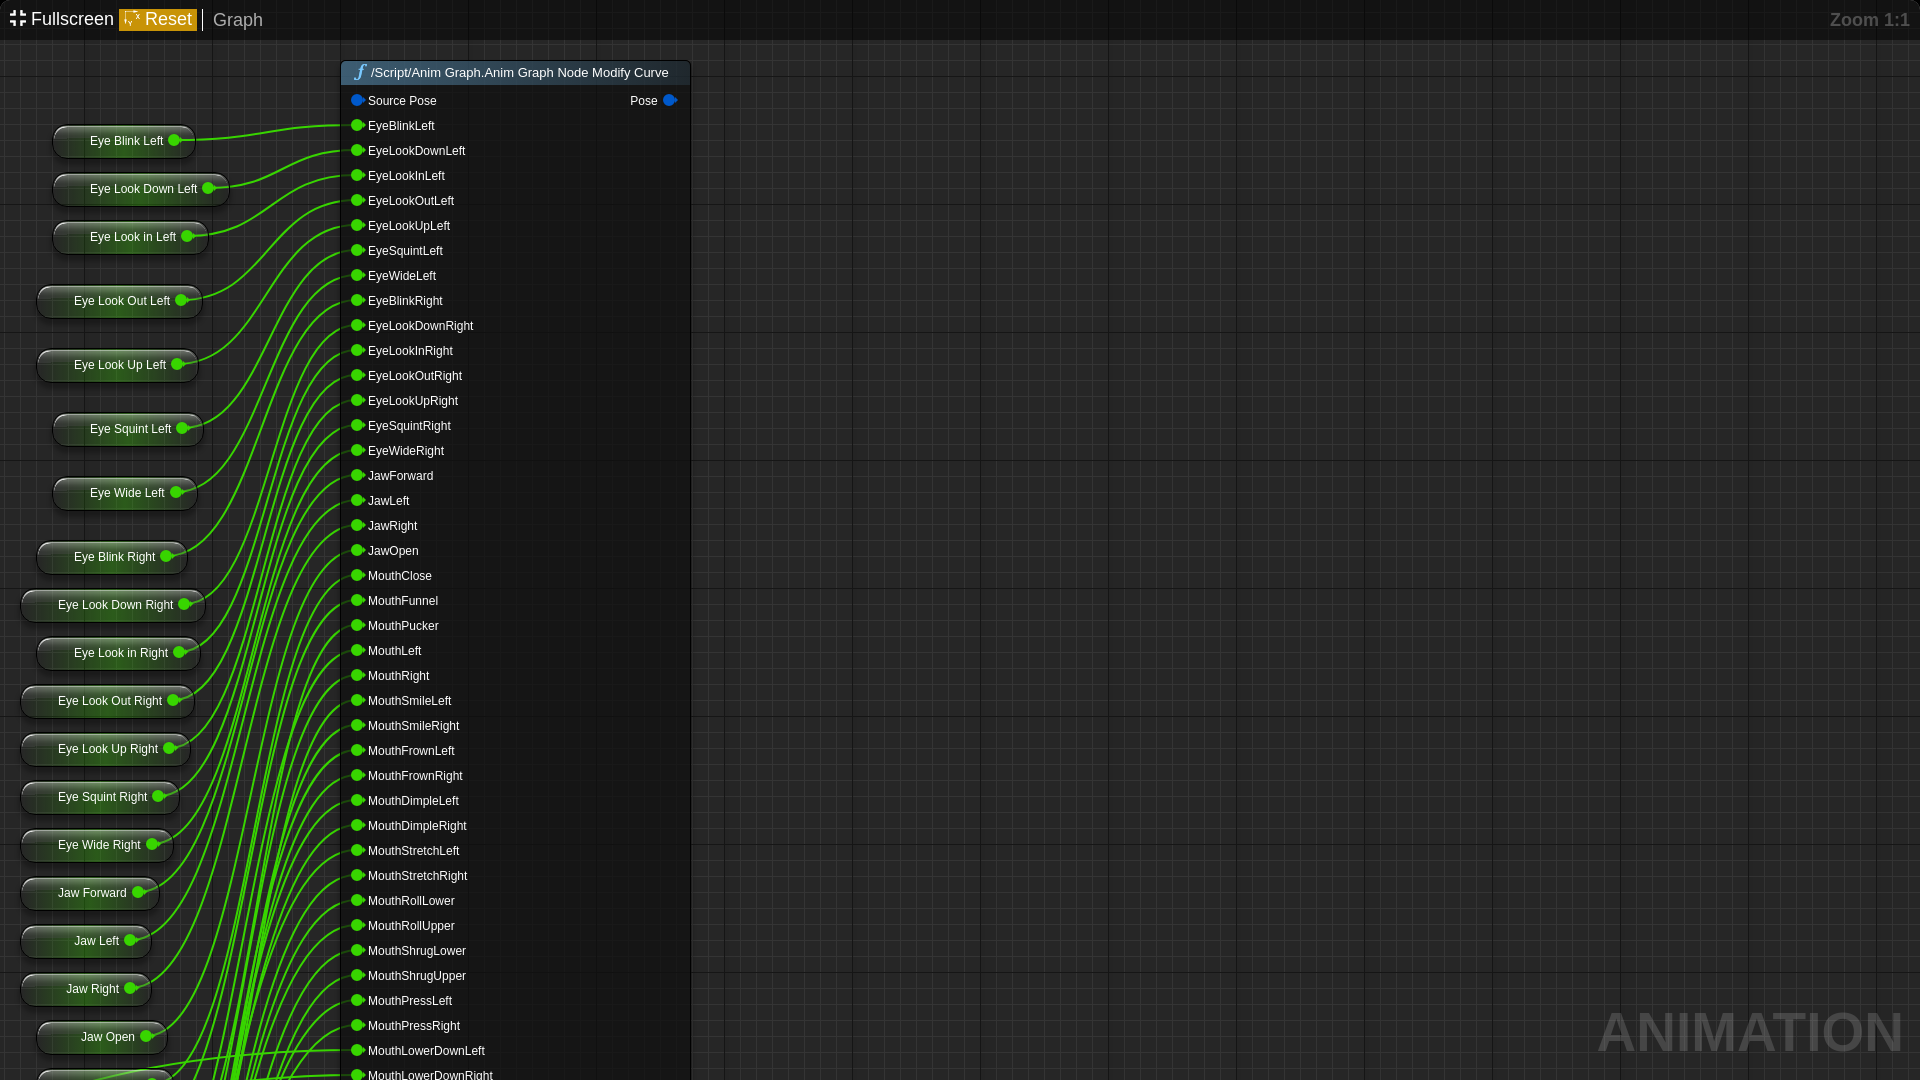 Fullscreen Reset Graph Zoom 1:1
/Script/Anim Graph.Anim Graph Node Modify Curve
Source Pose Pose
EyeBlinkLeft
EyeLookDownLeft
EyeLookInLeft
EyeLookOutLeft
EyeLookUpLeft
EyeSquintLeft
EyeWideLeft
EyeBlinkRight
EyeLookDownRight
EyeLookInRight
EyeLookOutRight
EyeLookUpRight
EyeSquintRight
EyeWideRight
JawForward
JawLeft
JawRight
JawOpen
MouthClose
MouthFunnel
MouthPucker
MouthLeft
MouthRight
MouthSmileLeft
MouthSmileRight
MouthFrownLeft
MouthFrownRight
MouthDimpleLeft
MouthDimpleRight
MouthStretchLeft
MouthStretchRight
MouthRollLower
MouthRollUpper
MouthShrugLower
MouthShrugUpper
MouthPressLeft
MouthPressRight
MouthLowerDownLeft
MouthLowerDownRight
Eye Blink Left
Eye Look Down Left
Eye Look in Left
Eye Look Out Left
Eye Look Up Left
Eye Squint Left
Eye Wide Left
Eye Blink Right
Eye Look Down Right
Eye Look in Right
Eye Look Out Right
Eye Look Up Right
Eye Squint Right
Eye Wide Right
Jaw Forward
Jaw Left
Jaw Right
Jaw Open
ANIMATION